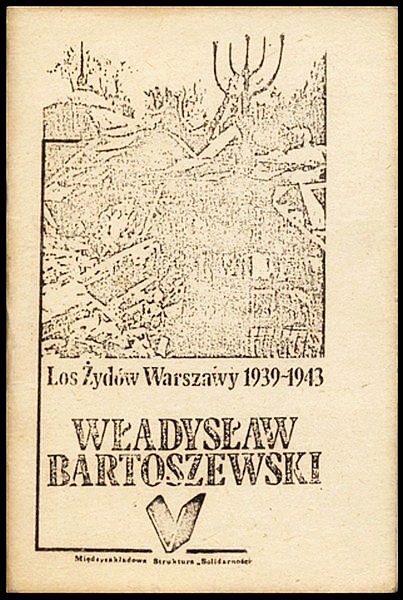 Los Żydów Warszawy 1939-1943
WŁADYSŁAW
BARTOSZEWSKI
Międzyzakładowa Struktura „Solidarności